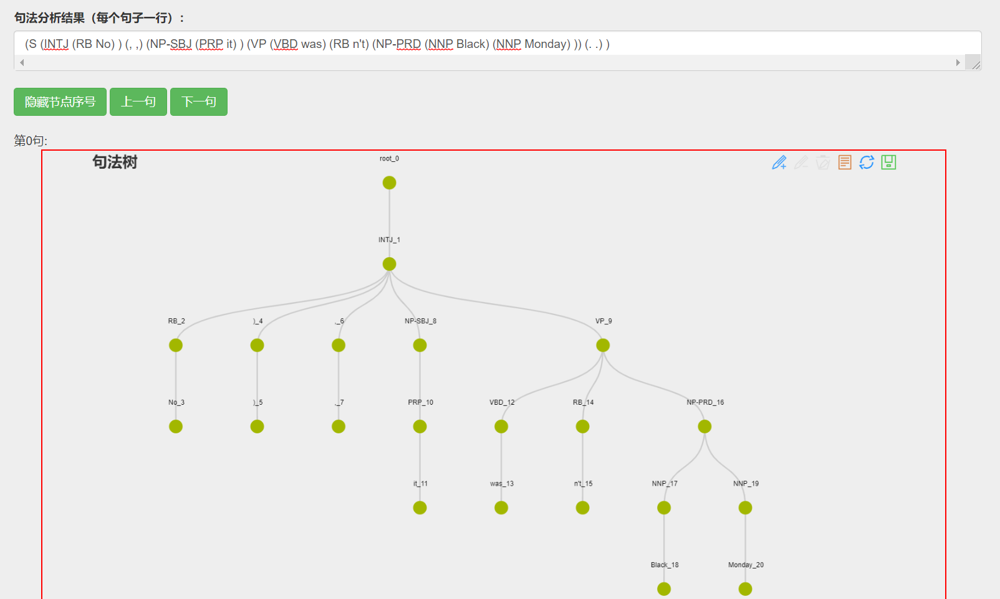 句法分析结果（每个句子一行）:
(S (INTJ (RB No) ) (, ,) (NP-SBJ (PRP it) ) (VP (VBD was) (RB n't) (NP-PRD (NNP Black) (NNP Monday) )) (. .) )
隐藏节点序号 上一句 下一句
第0句:
句法树 root_0
INTJ_1
RB_2 )_4 ,_6 NP-SBJ_8 VP_9
No_3 )_5 ,_7 PRP_10 VBD_12 RB_14 NP-PRD_16
it_11 was_13 n't_15 NNP_17 NNP_19
Black_18 Monday_20